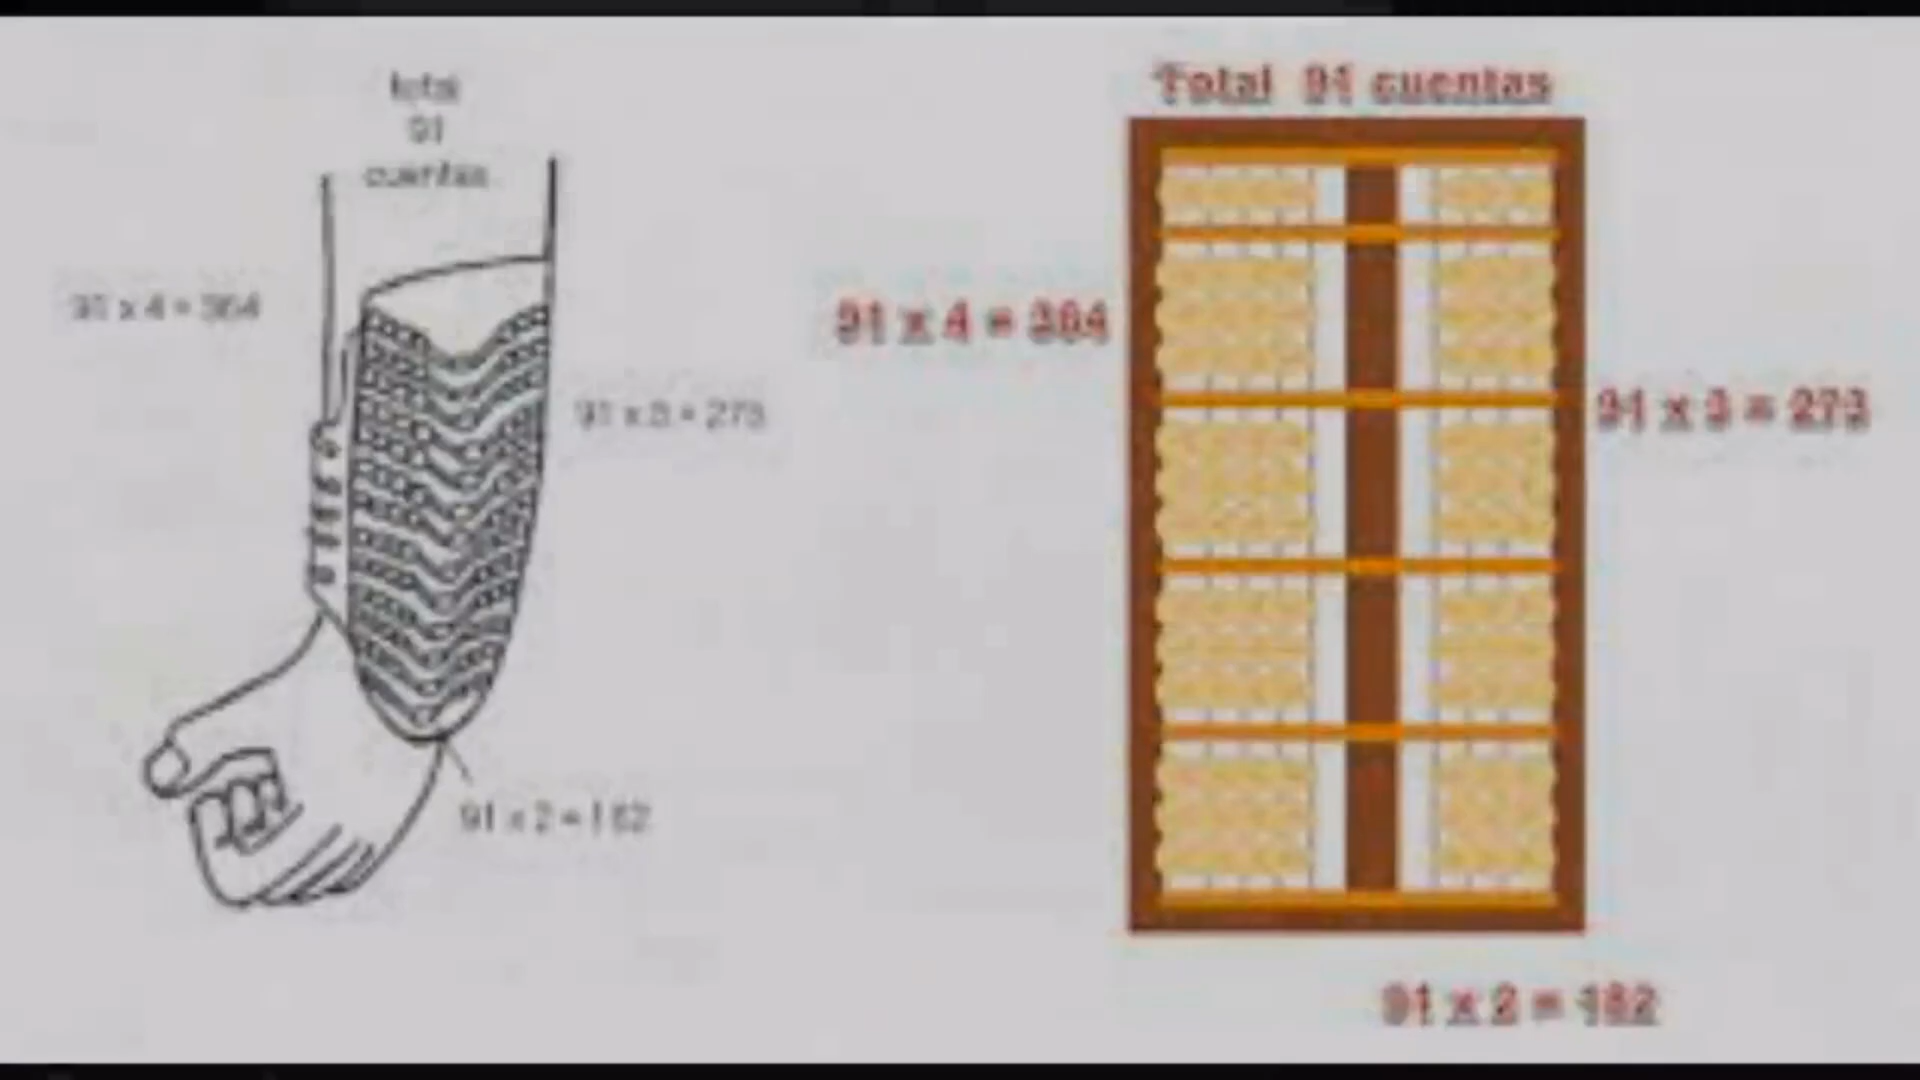 total
91
cuentas
91 x 4 = 364
91 x 3 = 273
91 x 2 = 182
Total 91 cuentas
91 x 4 = 364
91 x 3 = 273
91 x 2 = 182